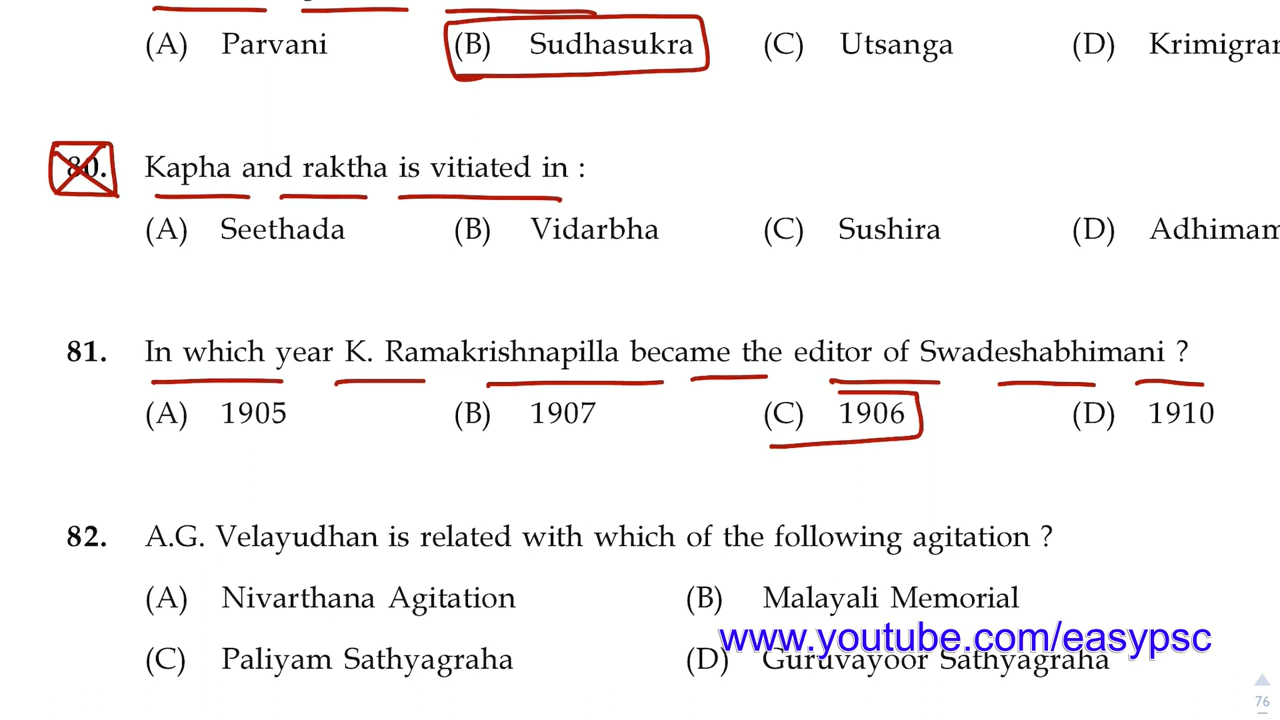 (A) Parvani (B) Sudhasukra (C) Utsanga (D)
80. Kapha and raktha is vitiated in :
(A) Seethada (B) Vidarbha (C) Sushira (D)
81. In which year K. Ramakrishnapilla became the editor of Swadeshabhimani ?
(A) 1905 (B) 1907 (C) 1906 (D) 1910
82. A.G. Velayudhan is related with which of the following agitation ?
(A) Nivarthana Agitation (B) Malayali Memorial
www.youtube.com/easypsc
(C) Paliyam Sathyagraha (D) Guruvayoor Sathyagraha
76